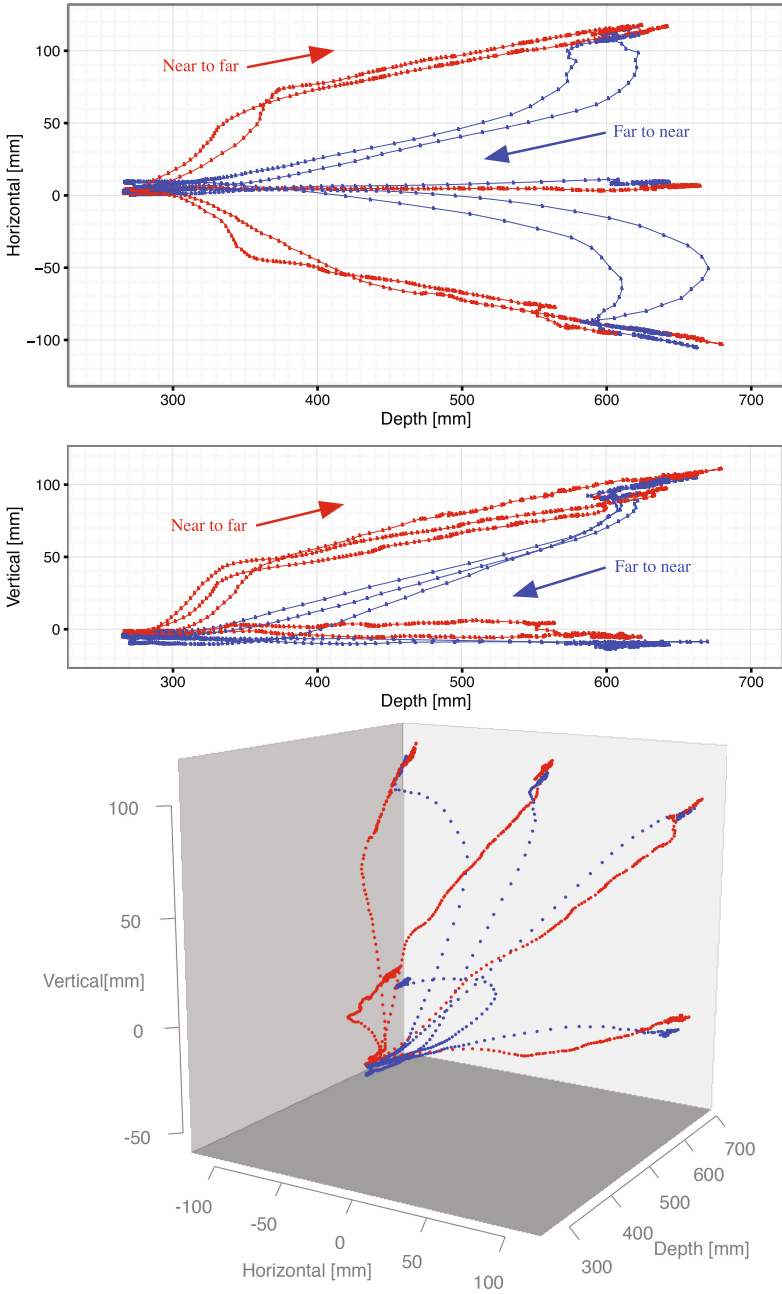 100
Near to far
50
Far to near
Horizontal [mm]
0
−50
−100
300 400 500 600 700
Depth [mm]
100
Near to far
50
Far to near
Vertical [mm]
0
300 400 500 600 700
Depth [mm]
100
50
Vertical[mm]
0
-50
-100
-50
0
50
100
Horizontal [mm]
700
600
500
400
300
Depth [mm]